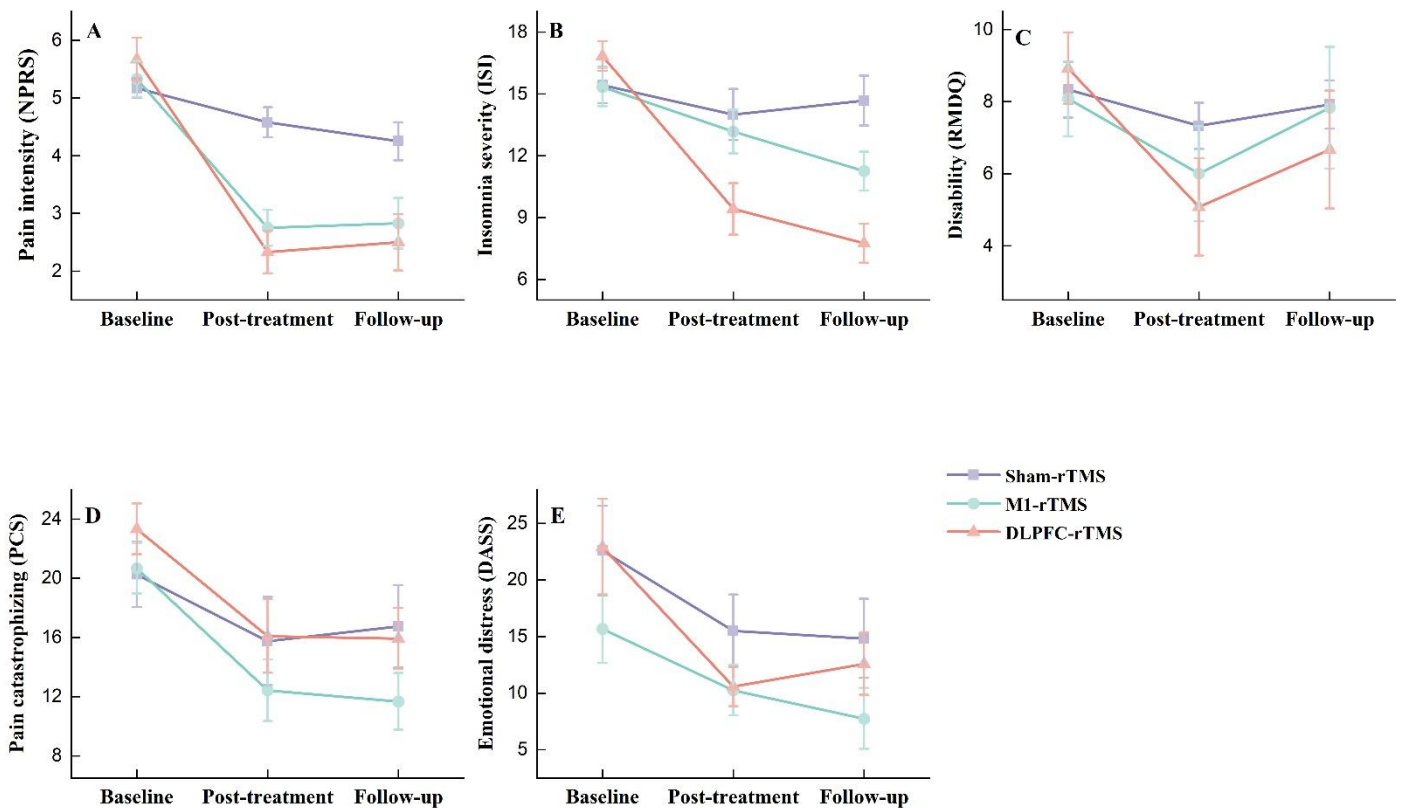 A
Pain intensity (NPRS)
6
5
4
3
2
Baseline Post-treatment Follow-up
B
Insomnia severity (ISI)
18
15
12
9
6
Baseline Post-treatment Follow-up
C
Disability (RMDQ)
10
8
6
4
Baseline Post-treatment Follow-up
D
Pain catastrophizing (PCS)
24
20
16
12
8
Baseline Post-treatment Follow-up
E
Emotional distress (DASS)
25
20
15
10
5
Baseline Post-treatment Follow-up
Sham-rTMS
M1-rTMS
DLPFC-rTMS